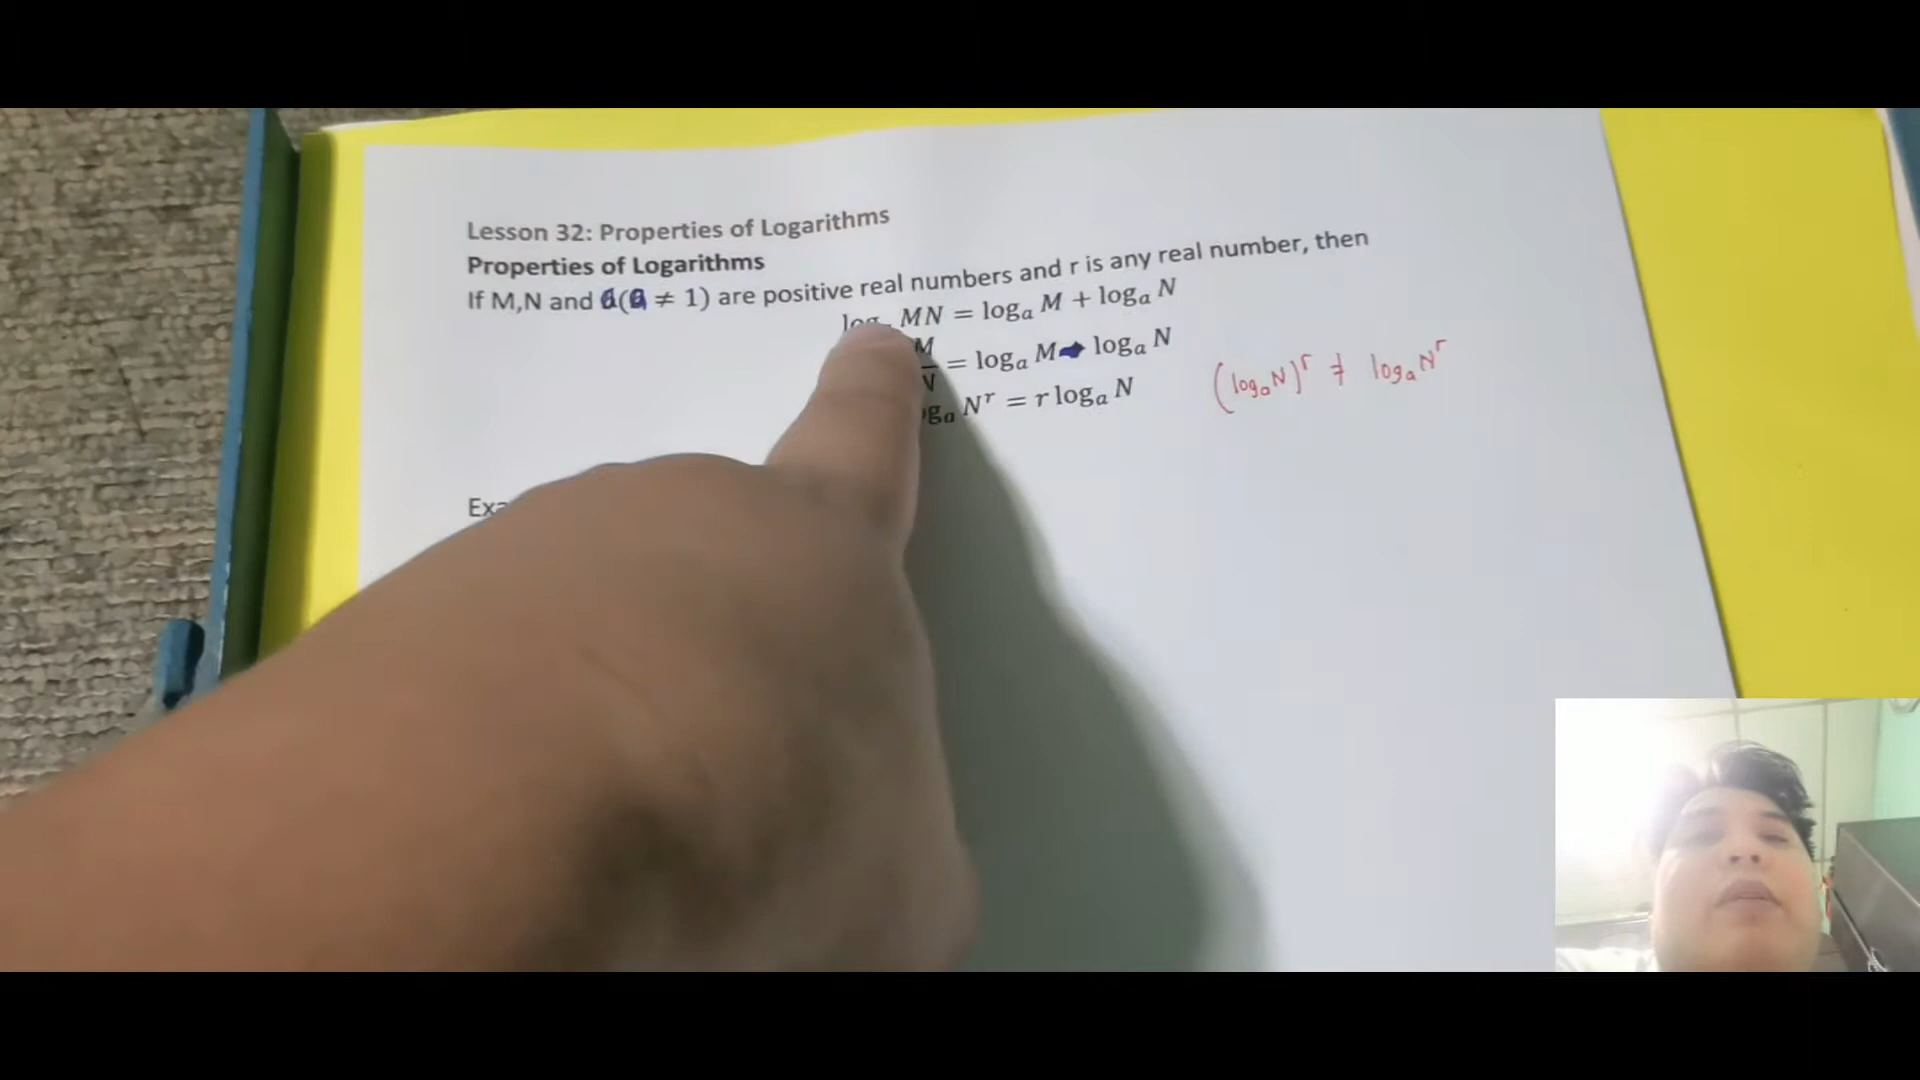 Lesson 32: Properties of Logarithms
Properties of Logarithms
If M,N and a(a ≠ 1) are positive real numbers and r is any real number, then
MN = logₐ M + logₐ N
M = logₐ M - logₐ N
Nʳ = r logₐ N
(logₐN)ʳ ≠ logₐNʳ